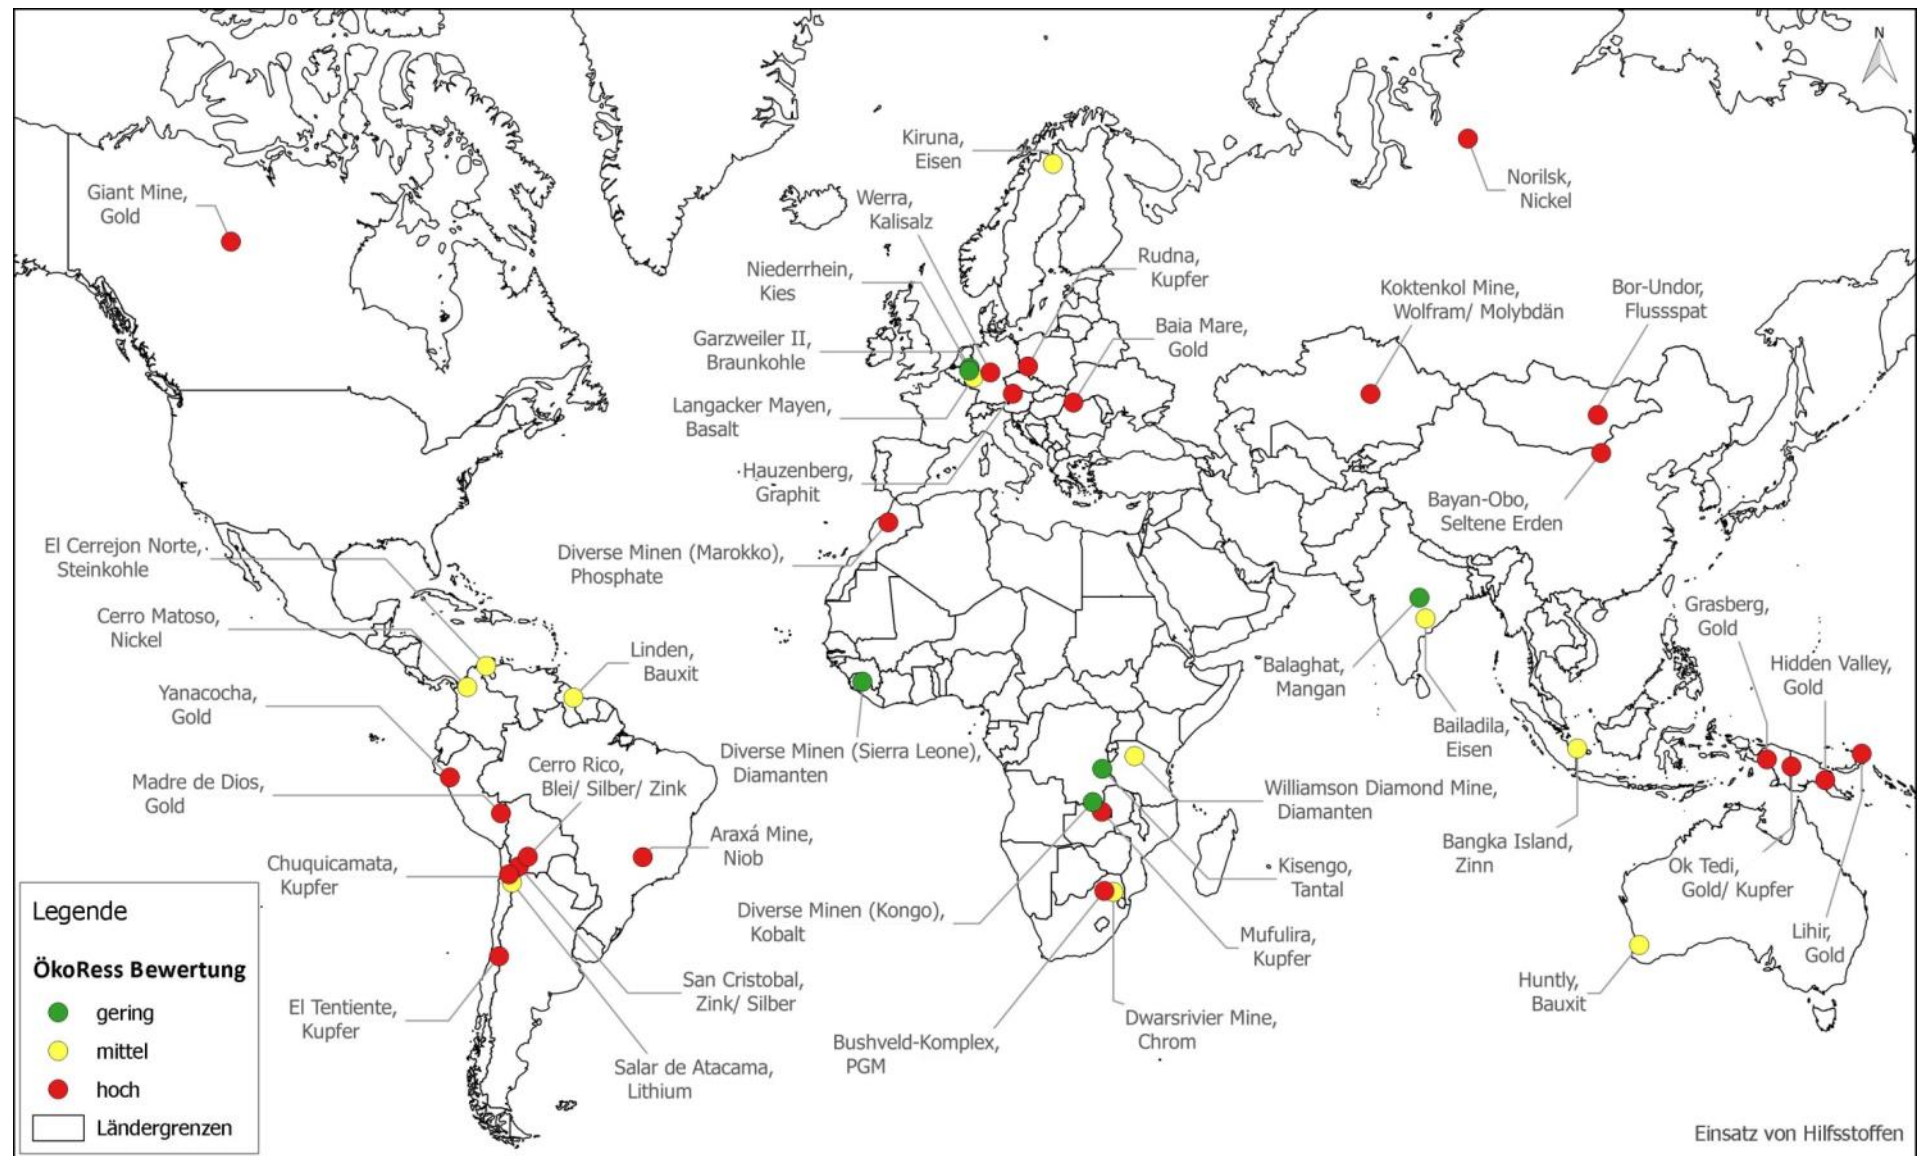 N
Kiruna,
Eisen
Norilsk,
Nickel
Giant Mine,
Gold
Werra,
Kalisalz
Rudna,
Kupfer
Niederrhein,
Kies
Koktenkol Mine,
Wolfram/ Molybdän
Bor-Undor,
Flussspat
Garzweiler II,
Braunkohle
Baia Mare,
Gold
Langacker Mayen,
Basalt
Hauzenberg,
Graphit
Bayan-Obo,
Seltene Erden
El Cerrejon Norte,
Steinkohle
Diverse Minen (Marokko),
Phosphate
Cerro Matoso,
Nickel
Grasberg,
Gold
Linden,
Bauxit
Balaghat,
Mangan
Hidden Valley,
Gold
Yanacocha,
Gold
Bailadila,
Eisen
Diverse Minen (Sierra Leone),
Diamanten
Cerro Rico,
Blei/ Silber/ Zink
Madre de Dios,
Gold
Williamson Diamond Mine,
Diamanten
Araxá Mine,
Niob
Bangka Island,
Zinn
Chuquicamata,
Kupfer
Kisengo,
Tantal
Ok Tedi,
Gold/ Kupfer
Diverse Minen (Kongo),
Kobalt
Mufulira,
Kupfer
Lihir,
Gold
San Cristobal,
Zink/ Silber
Huntly,
Bauxit
El Tentiente,
Kupfer
Dwarsrivier Mine,
Chrom
Bushveld-Komplex,
PGM
Salar de Atacama,
Lithium
Legende
ÖkoRess Bewertung
gering
mittel
hoch
Ländergrenzen
Einsatz von Hilfsstoffen